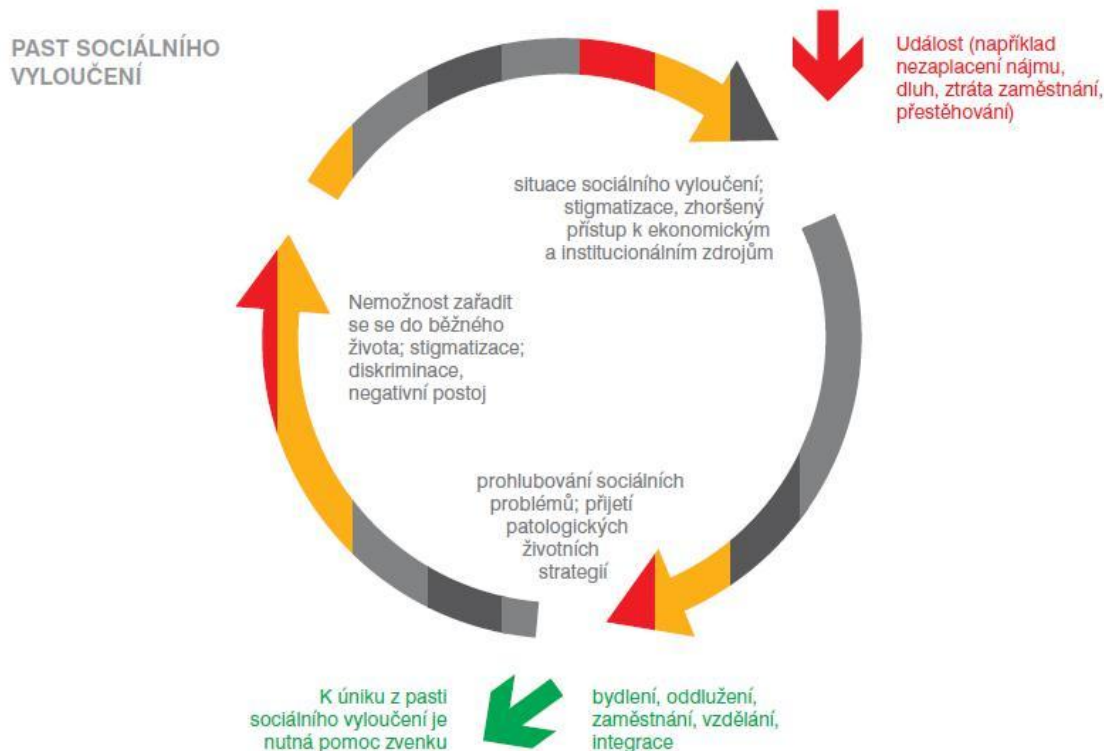 PAST SOCIÁLNÍHO
VYLOUČENÍ
Událost (například
nezaplacení nájmu,
dluh, ztráta zaměstnání,
přestěhování)
situace sociálního vyloučení;
stigmatizace, zhoršený
přístup k ekonomickým
a institucionálním zdrojům
Nemožnost zařadit
se se do běžného
života; stigmatizace;
diskriminace,
negativní postoj
prohlubování sociálních
problémů; přijetí
patologických
životních
strategií
K úniku z pasti
sociálního vyloučení je
nutná pomoc zvenku
bydlení, oddlužení,
zaměstnání, vzdělání,
integrace